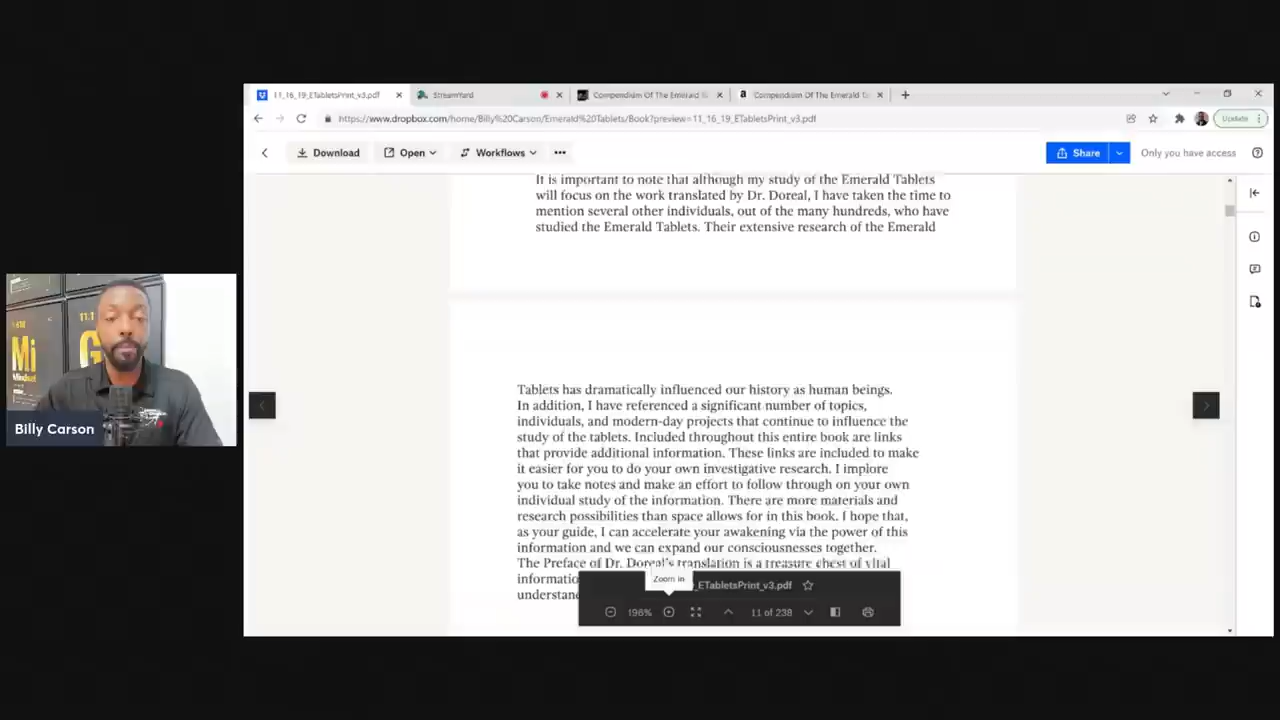 11_16_19_ETabletsPrint_v3.pdf
StreamYard
Compendium Of The Emerald
Compendium Of The Emerald
https://www.dropbox.com/home/Billy%20Carson/Emerald%20Tablets/Book?preview=11_16_19_ETabletsPrint_v3.pdf
Update
Download
Open
Workflows
Share
Only you have access
It is important to note that although my study of the Emerald Tablets
will focus on the work translated by Dr. Doreal, I have taken the time to
mention several other individuals, out of the many hundreds, who have
studied the Emerald Tablets. Their extensive research of the Emerald
Tablets has dramatically influenced our history as human beings.
In addition, I have referenced a significant number of topics,
individuals, and modern-day projects that continue to influence the
study of the tablets. Included throughout this entire book are links
that provide additional information. These links are included to make
it easier for you to do your own investigative research. I implore
you to take notes and make an effort to follow through on your own
individual study of the information. There are more materials and
research possibilities than space allows for in this book. I hope that,
as your guide, I can accelerate your awakening via the power of this
information and we can expand our consciousnesses together.
The Preface of Dr. Doreal's translation is a treasure chest of vital
informatio
understan
Zoom in
_ETabletsPrint_v3.pdf
196%
11 of 238
Mi
Mindset
G
11:1
Billy Carson